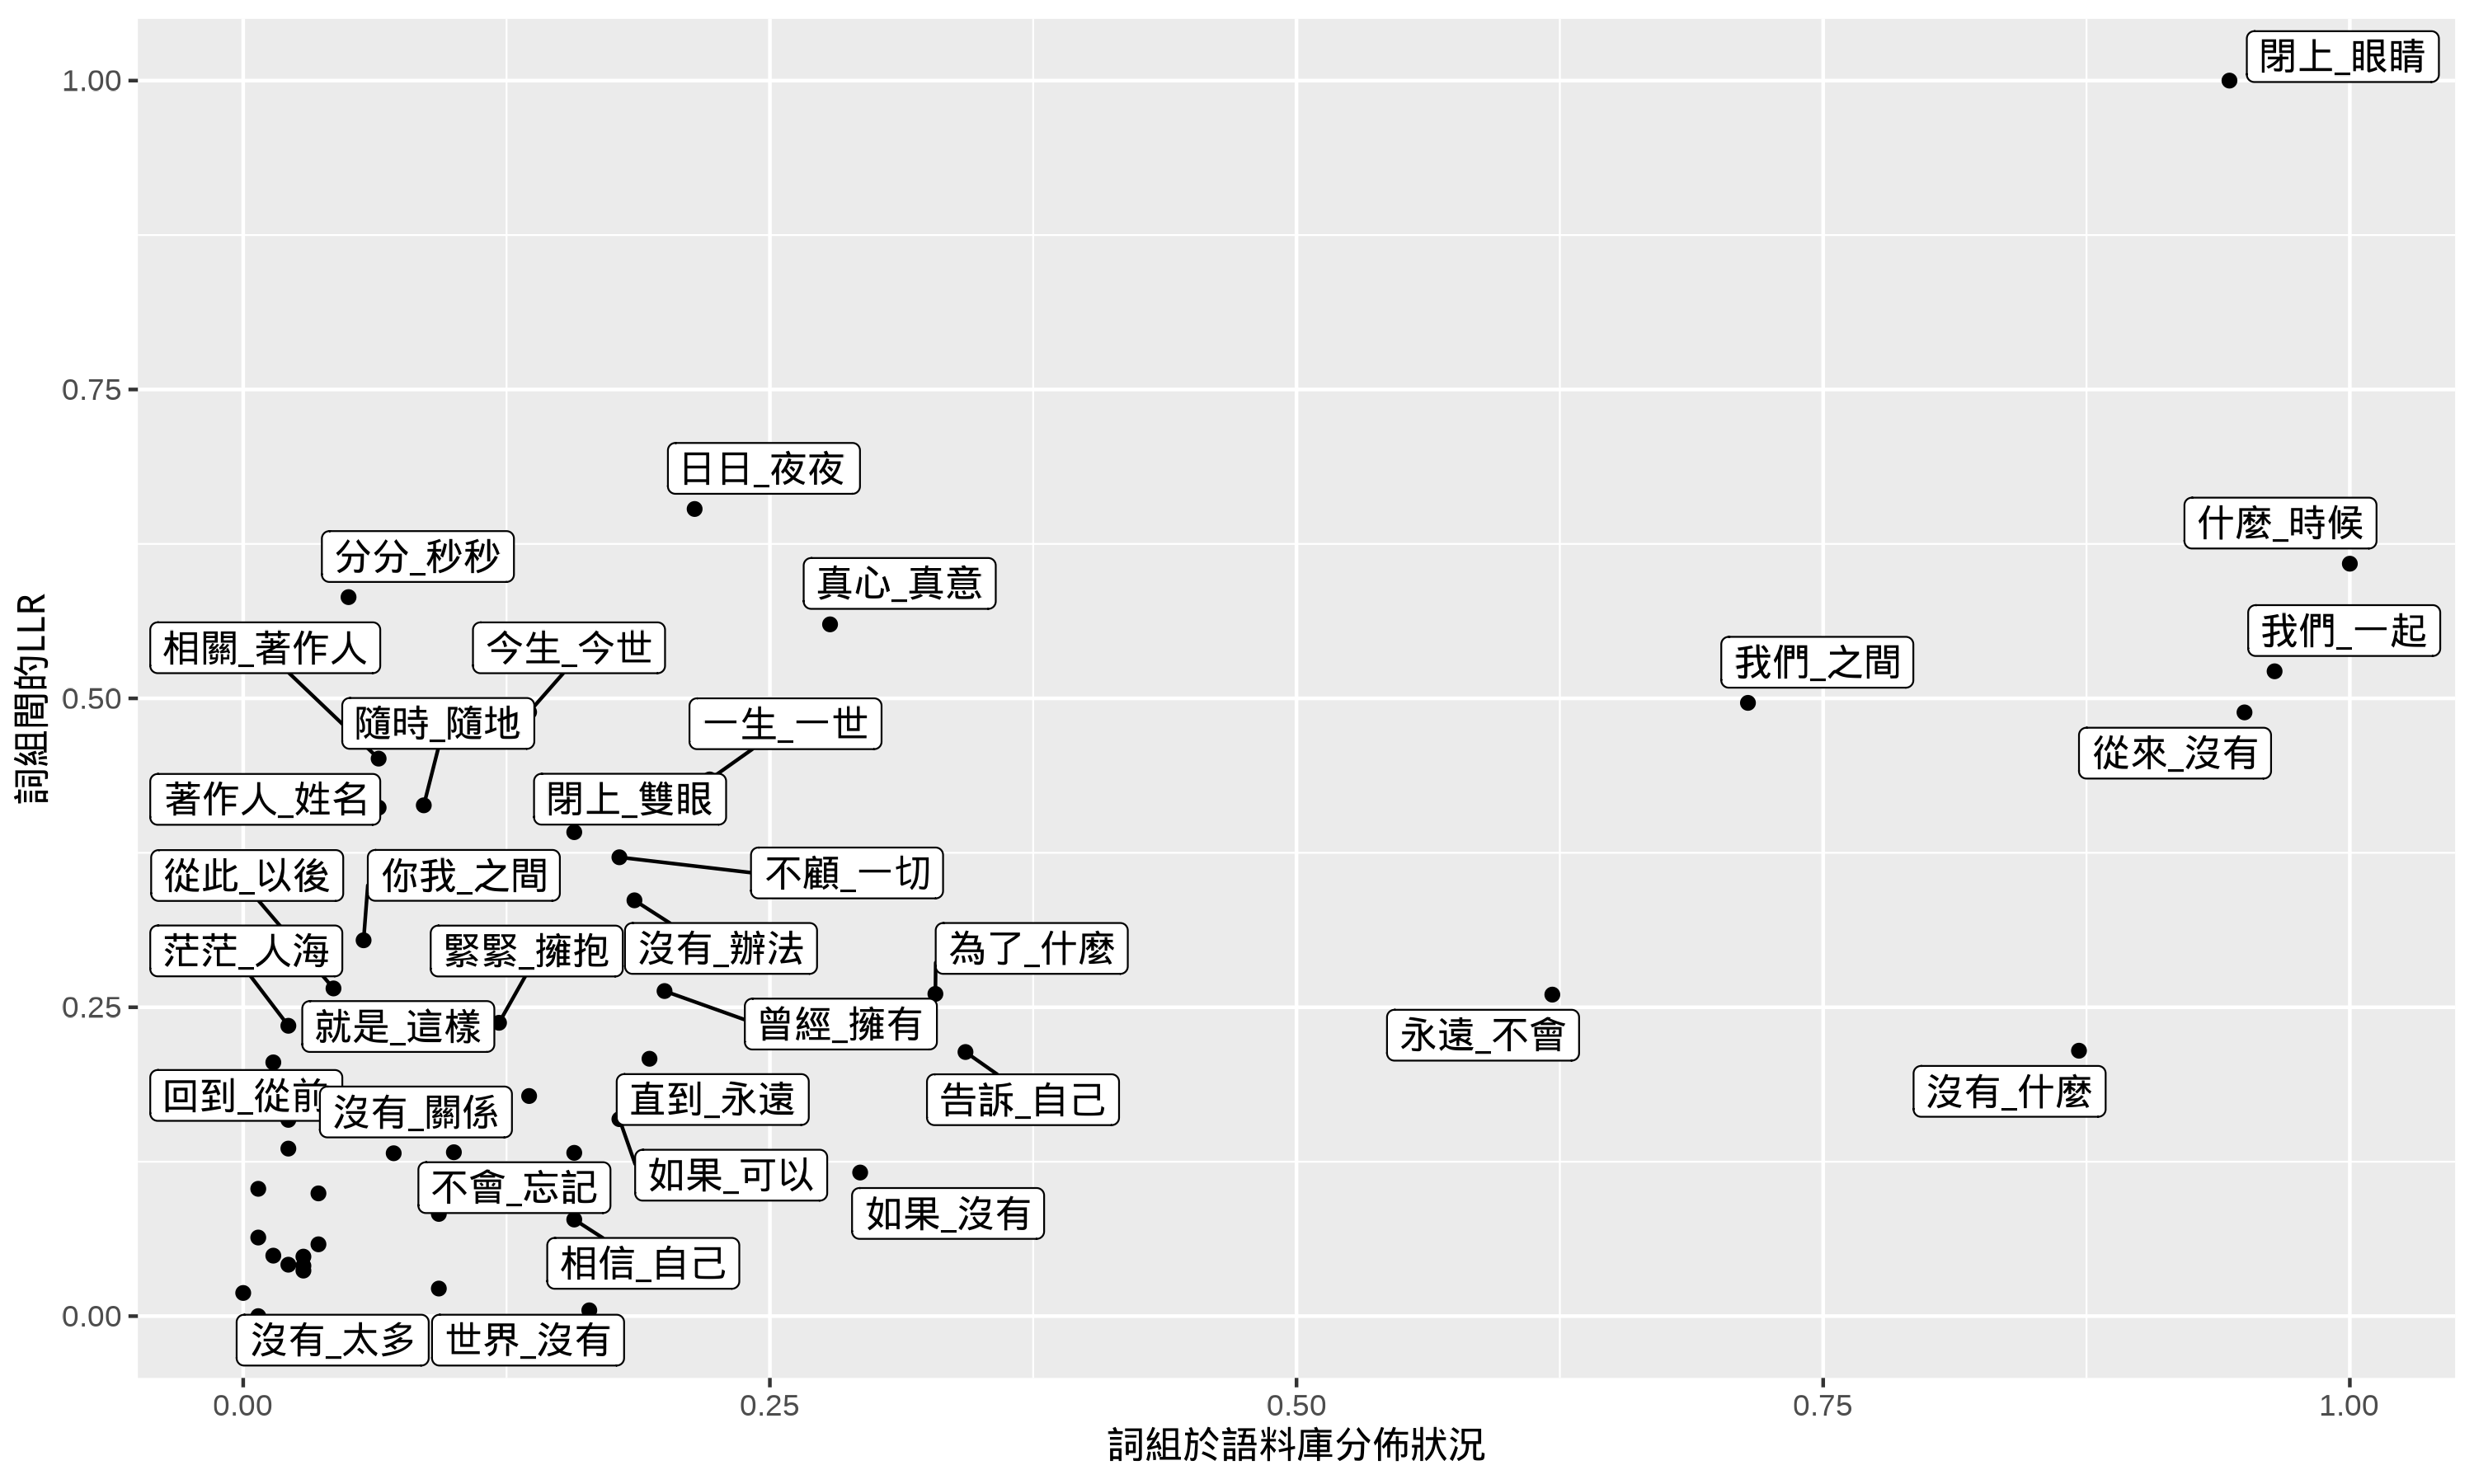 閉上_眼睛
1.00
0.75
日日_夜夜
什麼_時候
分分_秒秒
真心_真意
我們_一起
相關_著作人
今生_今世
我們_之間
詞組間的LLR
0.50
隨時_隨地
一生_一世
從來_沒有
著作人_姓名
閉上_雙眼
從此_以後
你我_之間
不顧_一切
茫茫_人海
緊緊_擁抱
沒有_辦法
為了_什麼
0.25
就是_這樣
曾經_擁有
永遠_不會
回到_從前
沒有_關係
直到_永遠
告訴_自己
沒有_什麼
不會_忘記
如果_可以
如果_沒有
相信_自己
0.00
沒有_太多
世界_沒有
0.00
0.25
0.50
0.75
1.00
詞組於語料庫分佈狀況